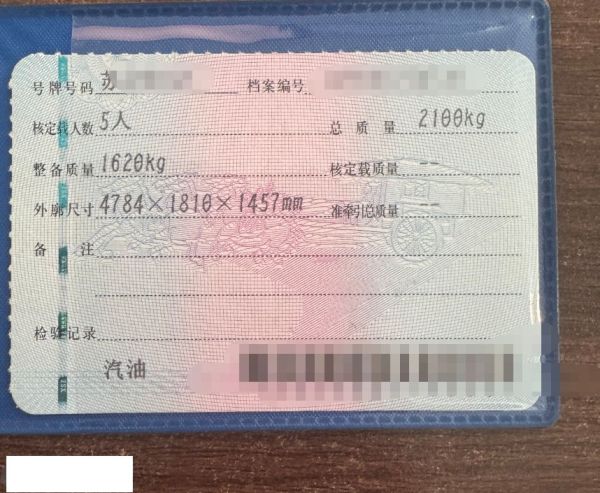 号牌号码 苏 档案编号
核定载人数 5人 总质量 2100kg
整备质量 1620kg 核定载质量 --
外廓尺寸 4784×1810×1457mm 准牵引总质量 --
备注
检验记录
汽油